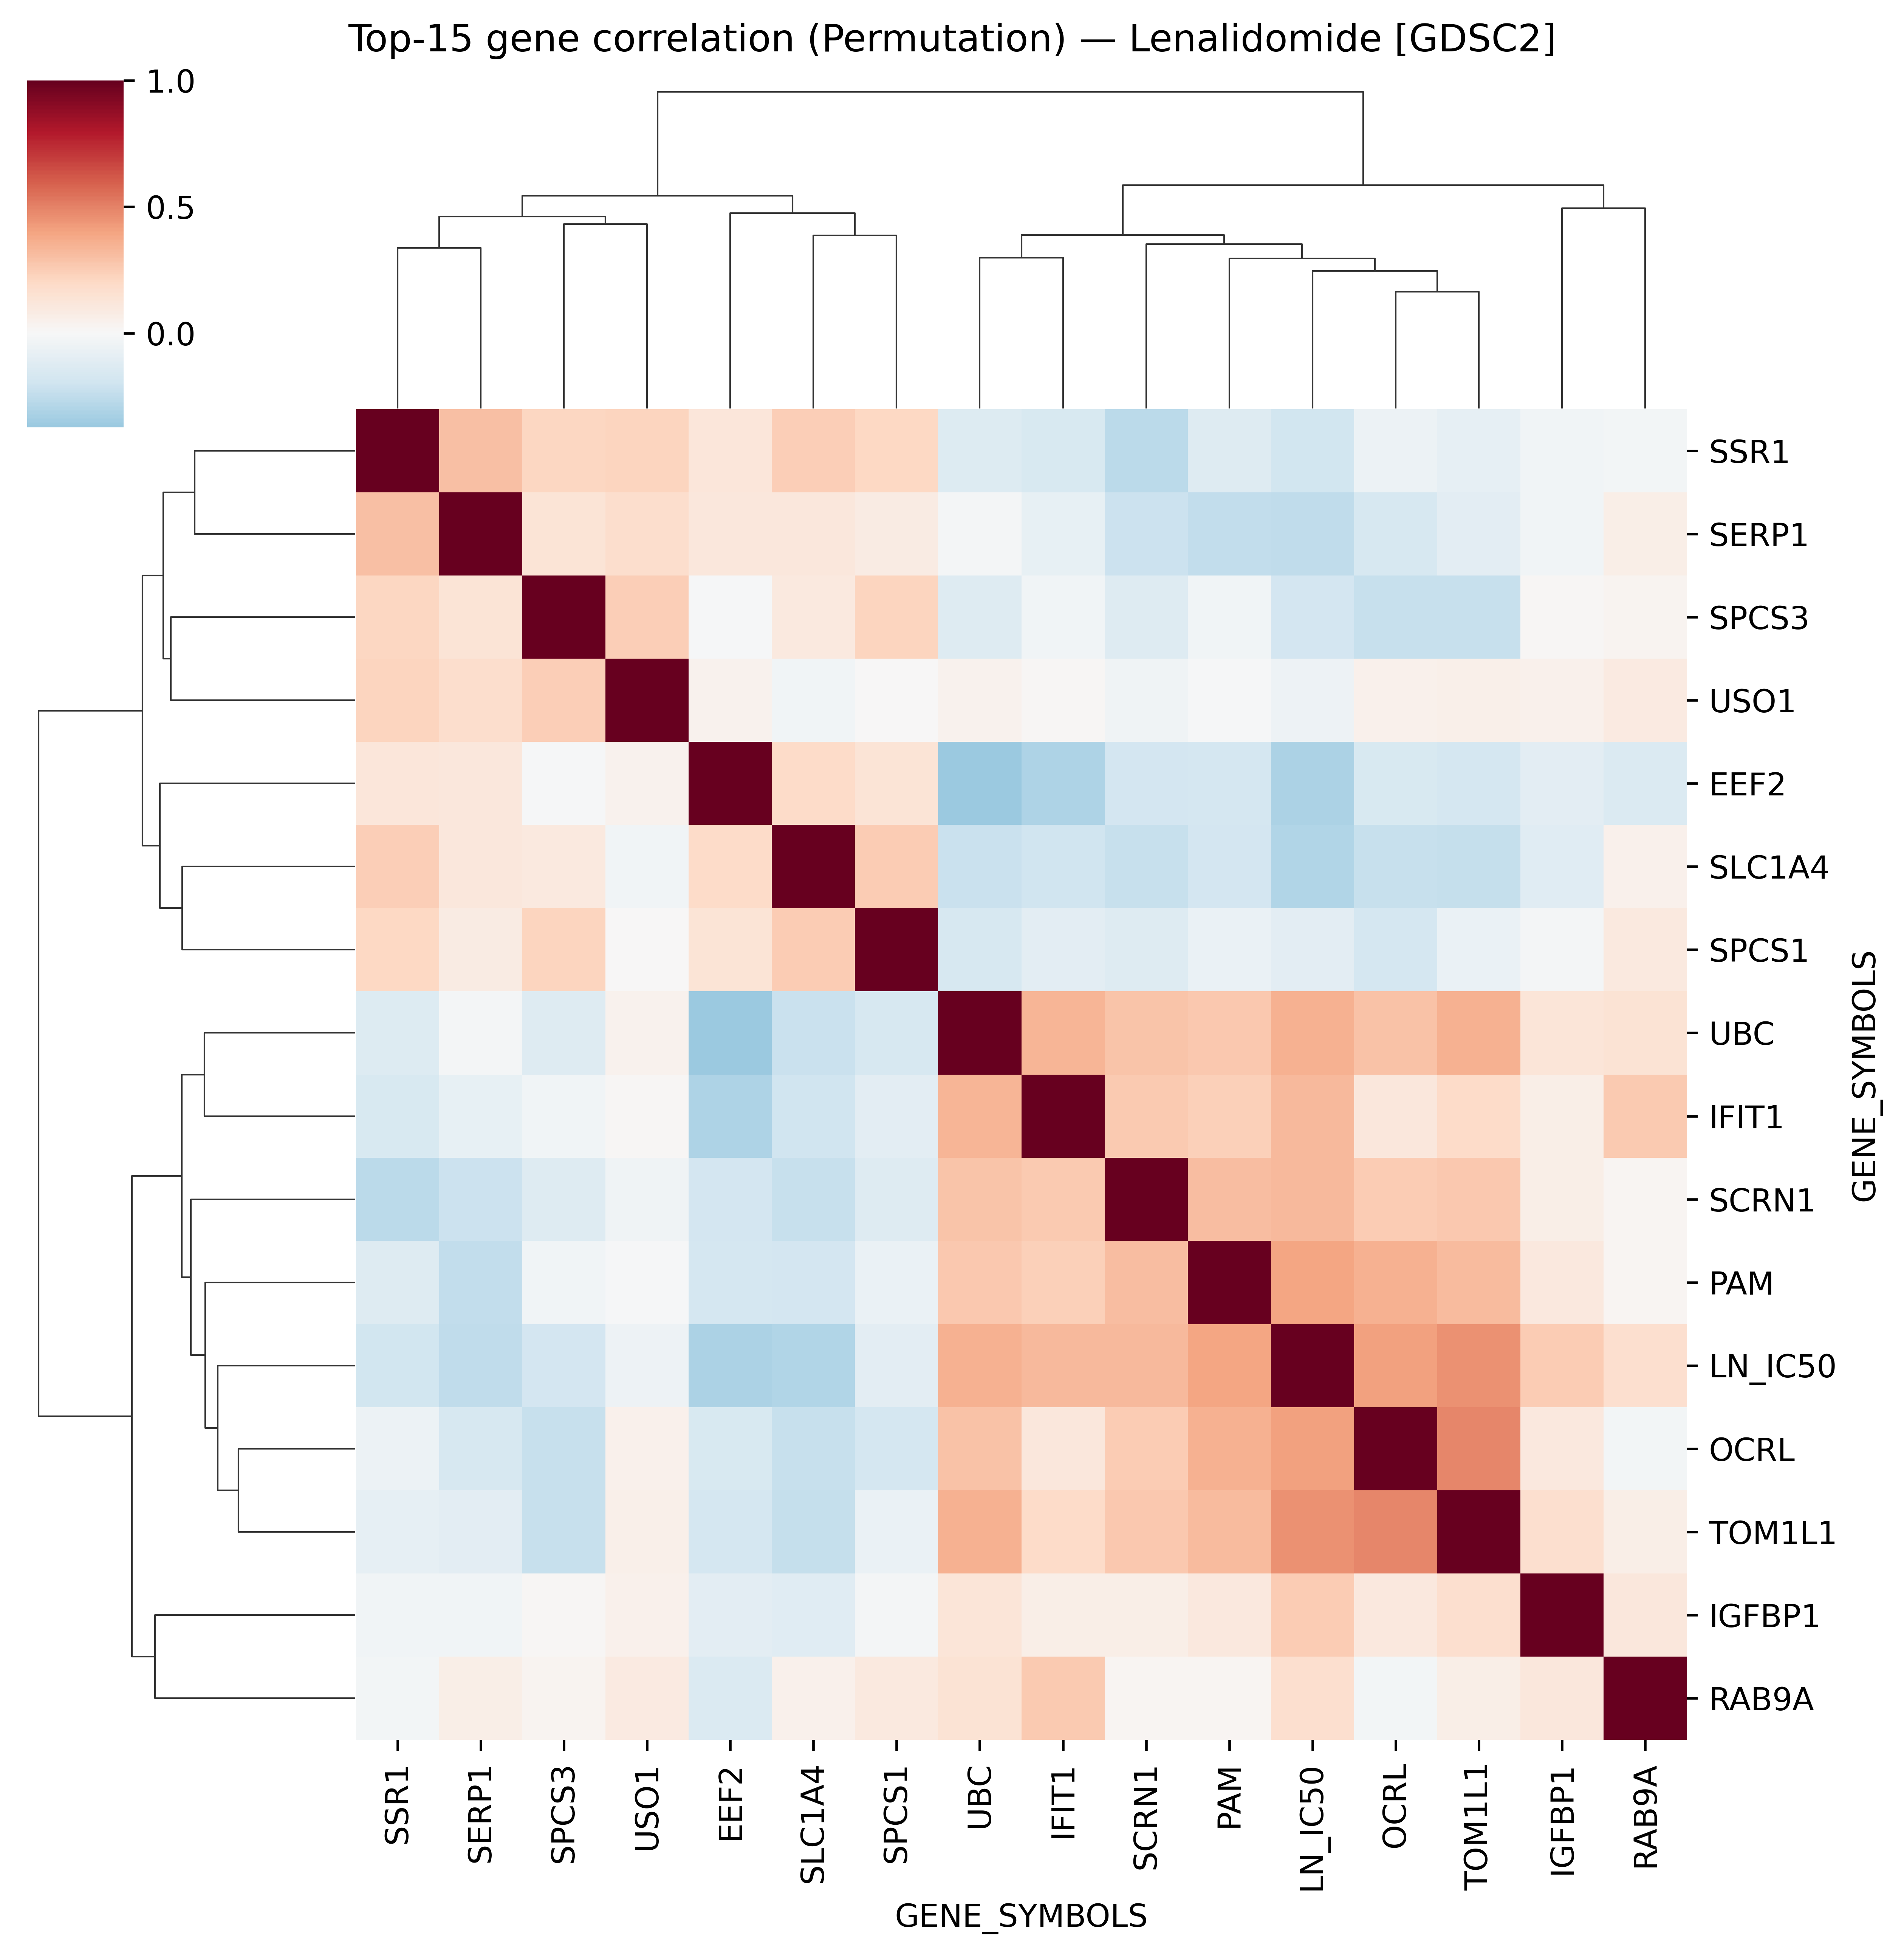 Top-15 gene correlation (Permutation) — Lenalidomide [GDSC2]
1.0
0.5
0.0
SSR1
SERP1
SPCS3
USO1
EEF2
SLC1A4
SPCS1
UBC
IFIT1
SCRN1
PAM
LN_IC50
OCRL
TOM1L1
IGFBP1
RAB9A
GENE_SYMBOLS
SSR1
SERP1
SPCS3
USO1
EEF2
SLC1A4
SPCS1
UBC
IFIT1
SCRN1
PAM
LN_IC50
OCRL
TOM1L1
IGFBP1
RAB9A
GENE_SYMBOLS